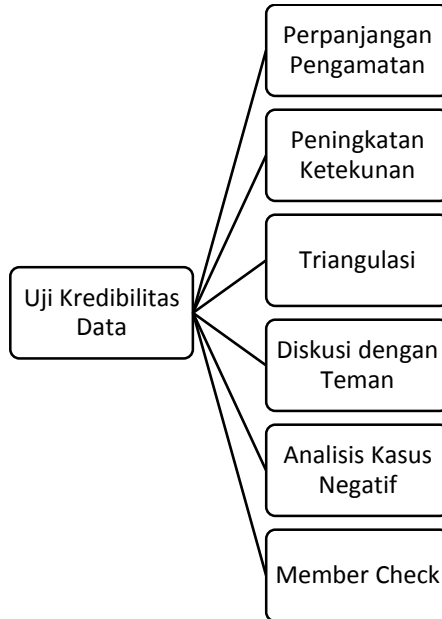 Perpanjangan
Pengamatan
Peningkatan
Ketekunan
Triangulasi
Uji Kredibilitas
Data
Diskusi dengan
Teman
Analisis Kasus
Negatif
Member Check